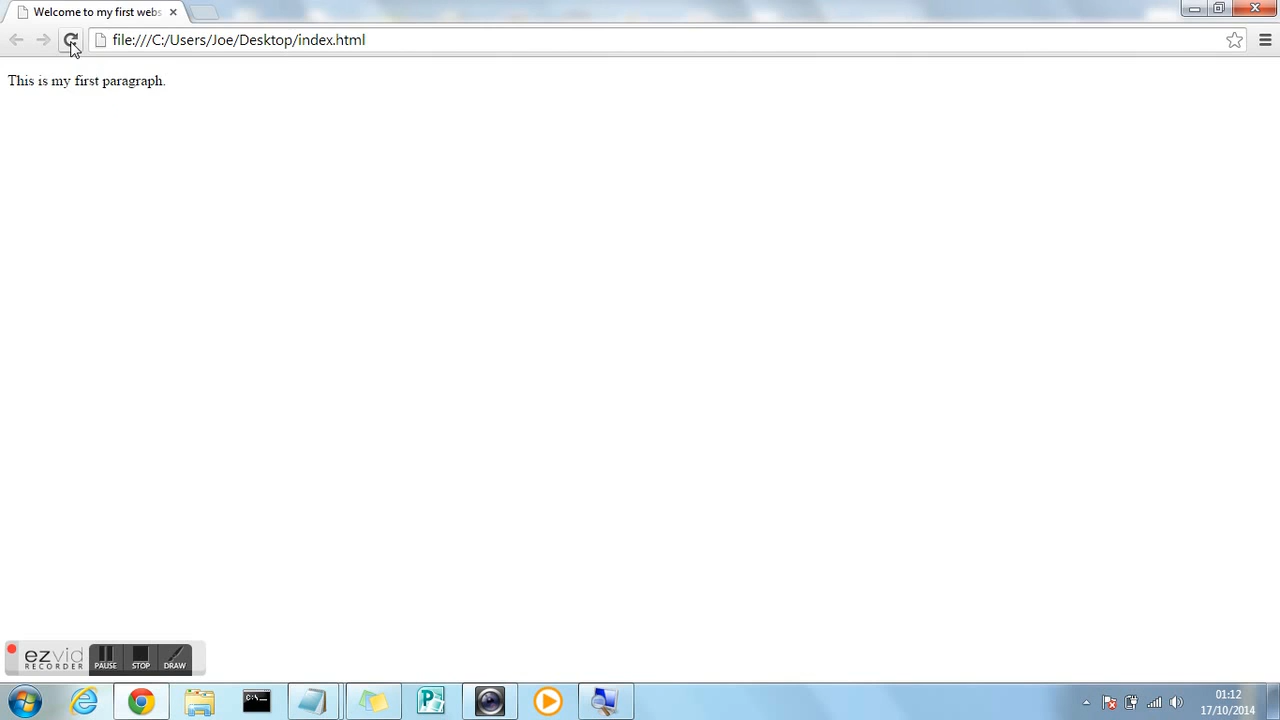 Welcome to my first webs
file:///C:/Users/Joe/Desktop/index.html
This is my first paragraph.
ezvid
RECORDER
PAUSE STOP DRAW
C:\_
01:12
17/10/2014